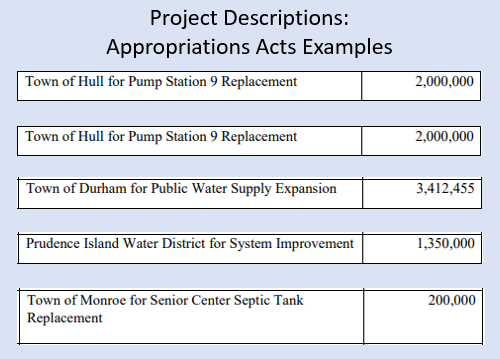 Project Descriptions:
Appropriations Acts Examples
Town of Hull for Pump Station 9 Replacement 2,000,000
Town of Hull for Pump Station 9 Replacement 2,000,000
Town of Durham for Public Water Supply Expansion 3,412,455
Prudence Island Water District for System Improvement 1,350,000
Town of Monroe for Senior Center Septic Tank 200,000
Replacement